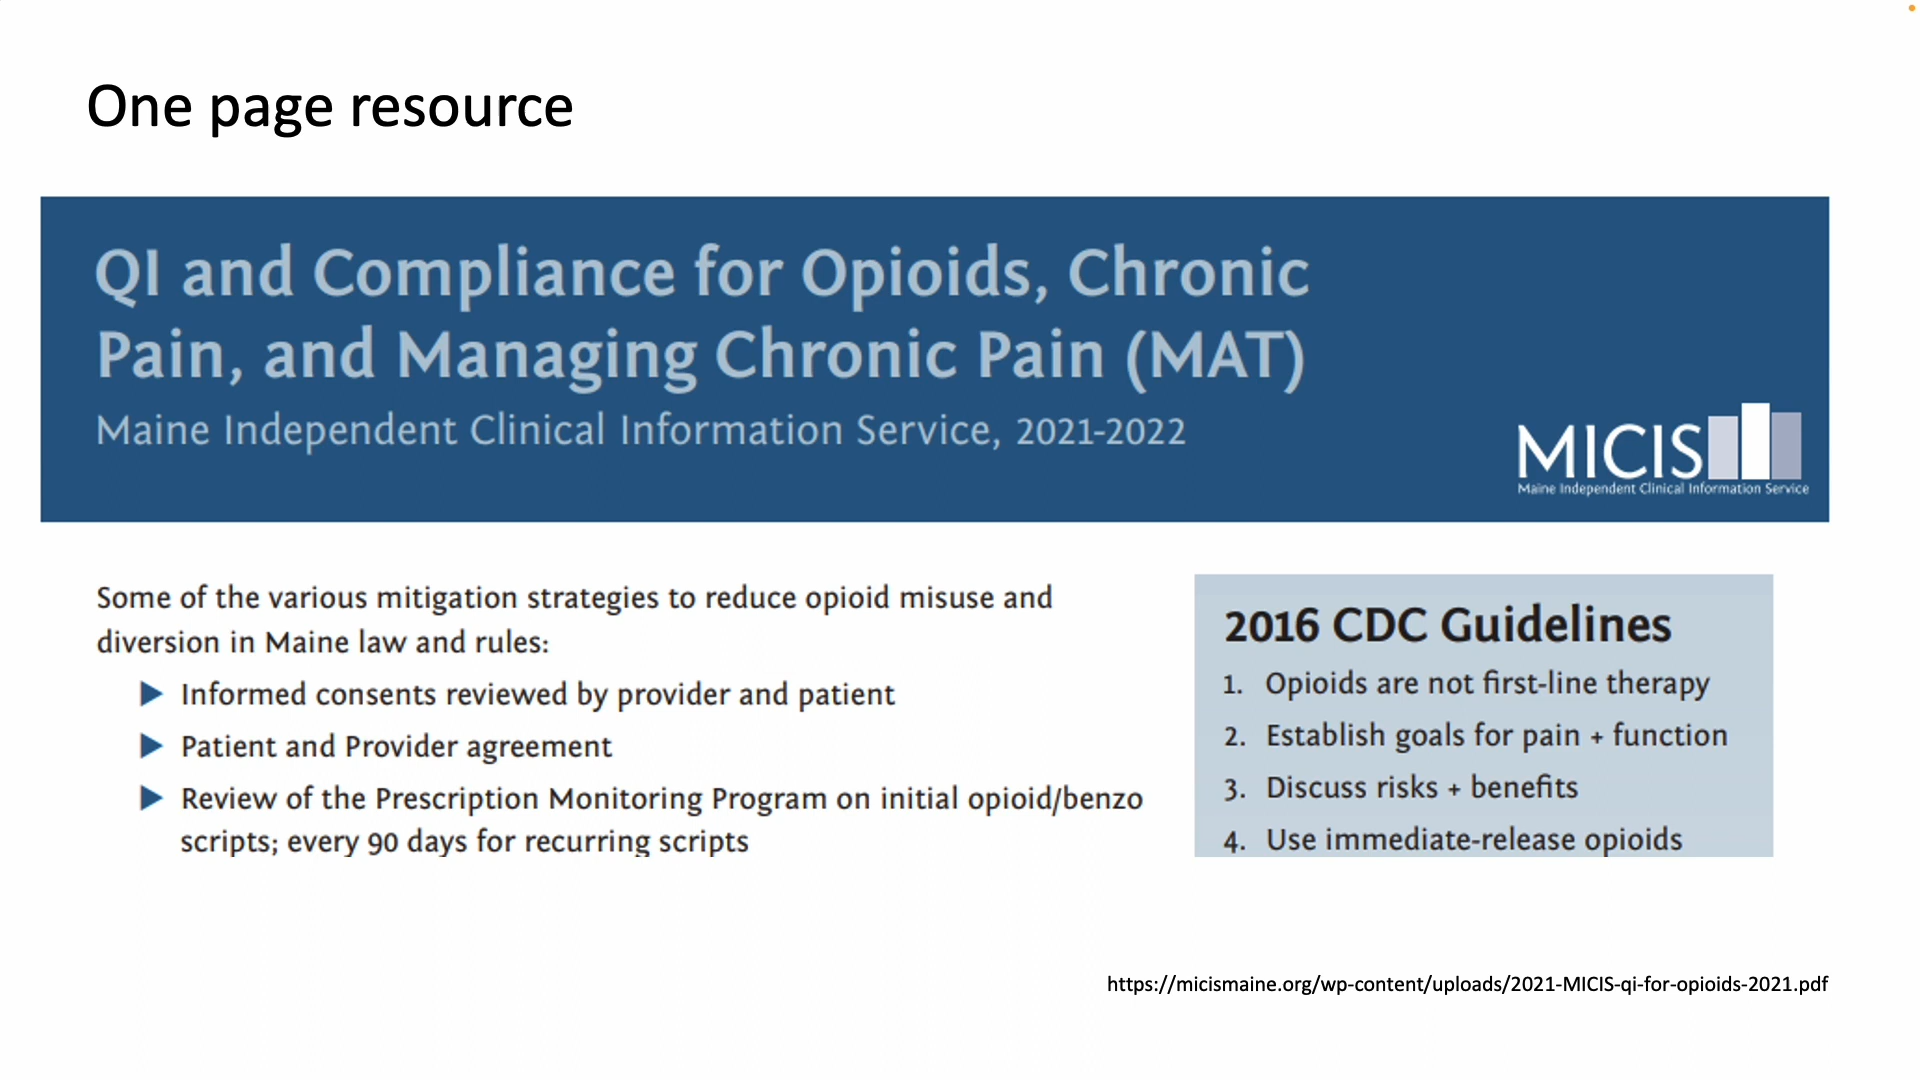 One page resource
QI and Compliance for Opioids, Chronic
Pain, and Managing Chronic Pain (MAT)
Maine Independent Clinical Information Service, 2021-2022
MICIS
Maine Independent Clinical Information Service
Some of the various mitigation strategies to reduce opioid misuse and
diversion in Maine law and rules:
▶ Informed consents reviewed by provider and patient
▶ Patient and Provider agreement
▶ Review of the Prescription Monitoring Program on initial opioid/benzo
scripts; every 90 days for recurring scripts
2016 CDC Guidelines
1. Opioids are not first-line therapy
2. Establish goals for pain + function
3. Discuss risks + benefits
4. Use immediate-release opioids
https://micismaine.org/wp-content/uploads/2021-MICIS-qi-for-opioids-2021.pdf